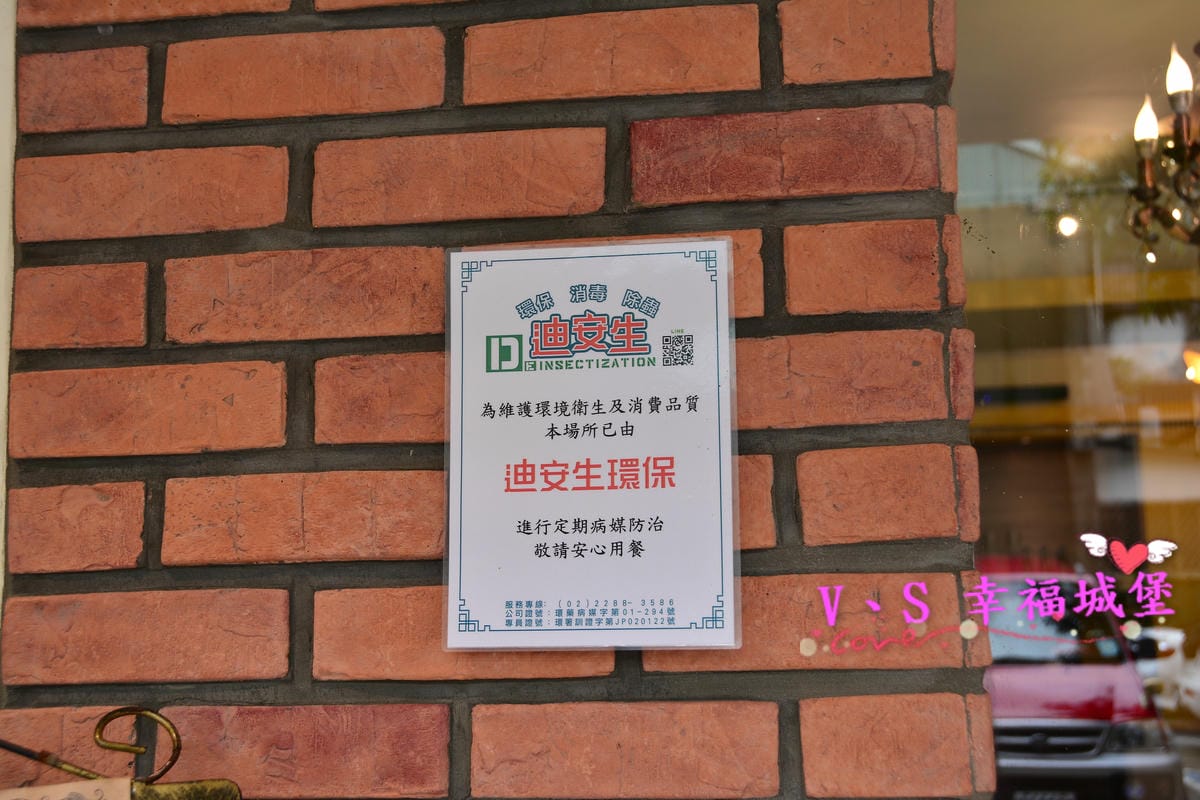 環保 消毒 除蟲
迪安生
LINE
DEINSECTIZATION
為維護環境衛生及消費品質
本場所已由
迪安生環保
進行定期病媒防治
敬請安心用餐
服務專線:(02)2288-3586
公司證號:環藥病媒字第01-294號
專員證號:環署訓證字第JP020122號
V、S 幸福城堡
Love